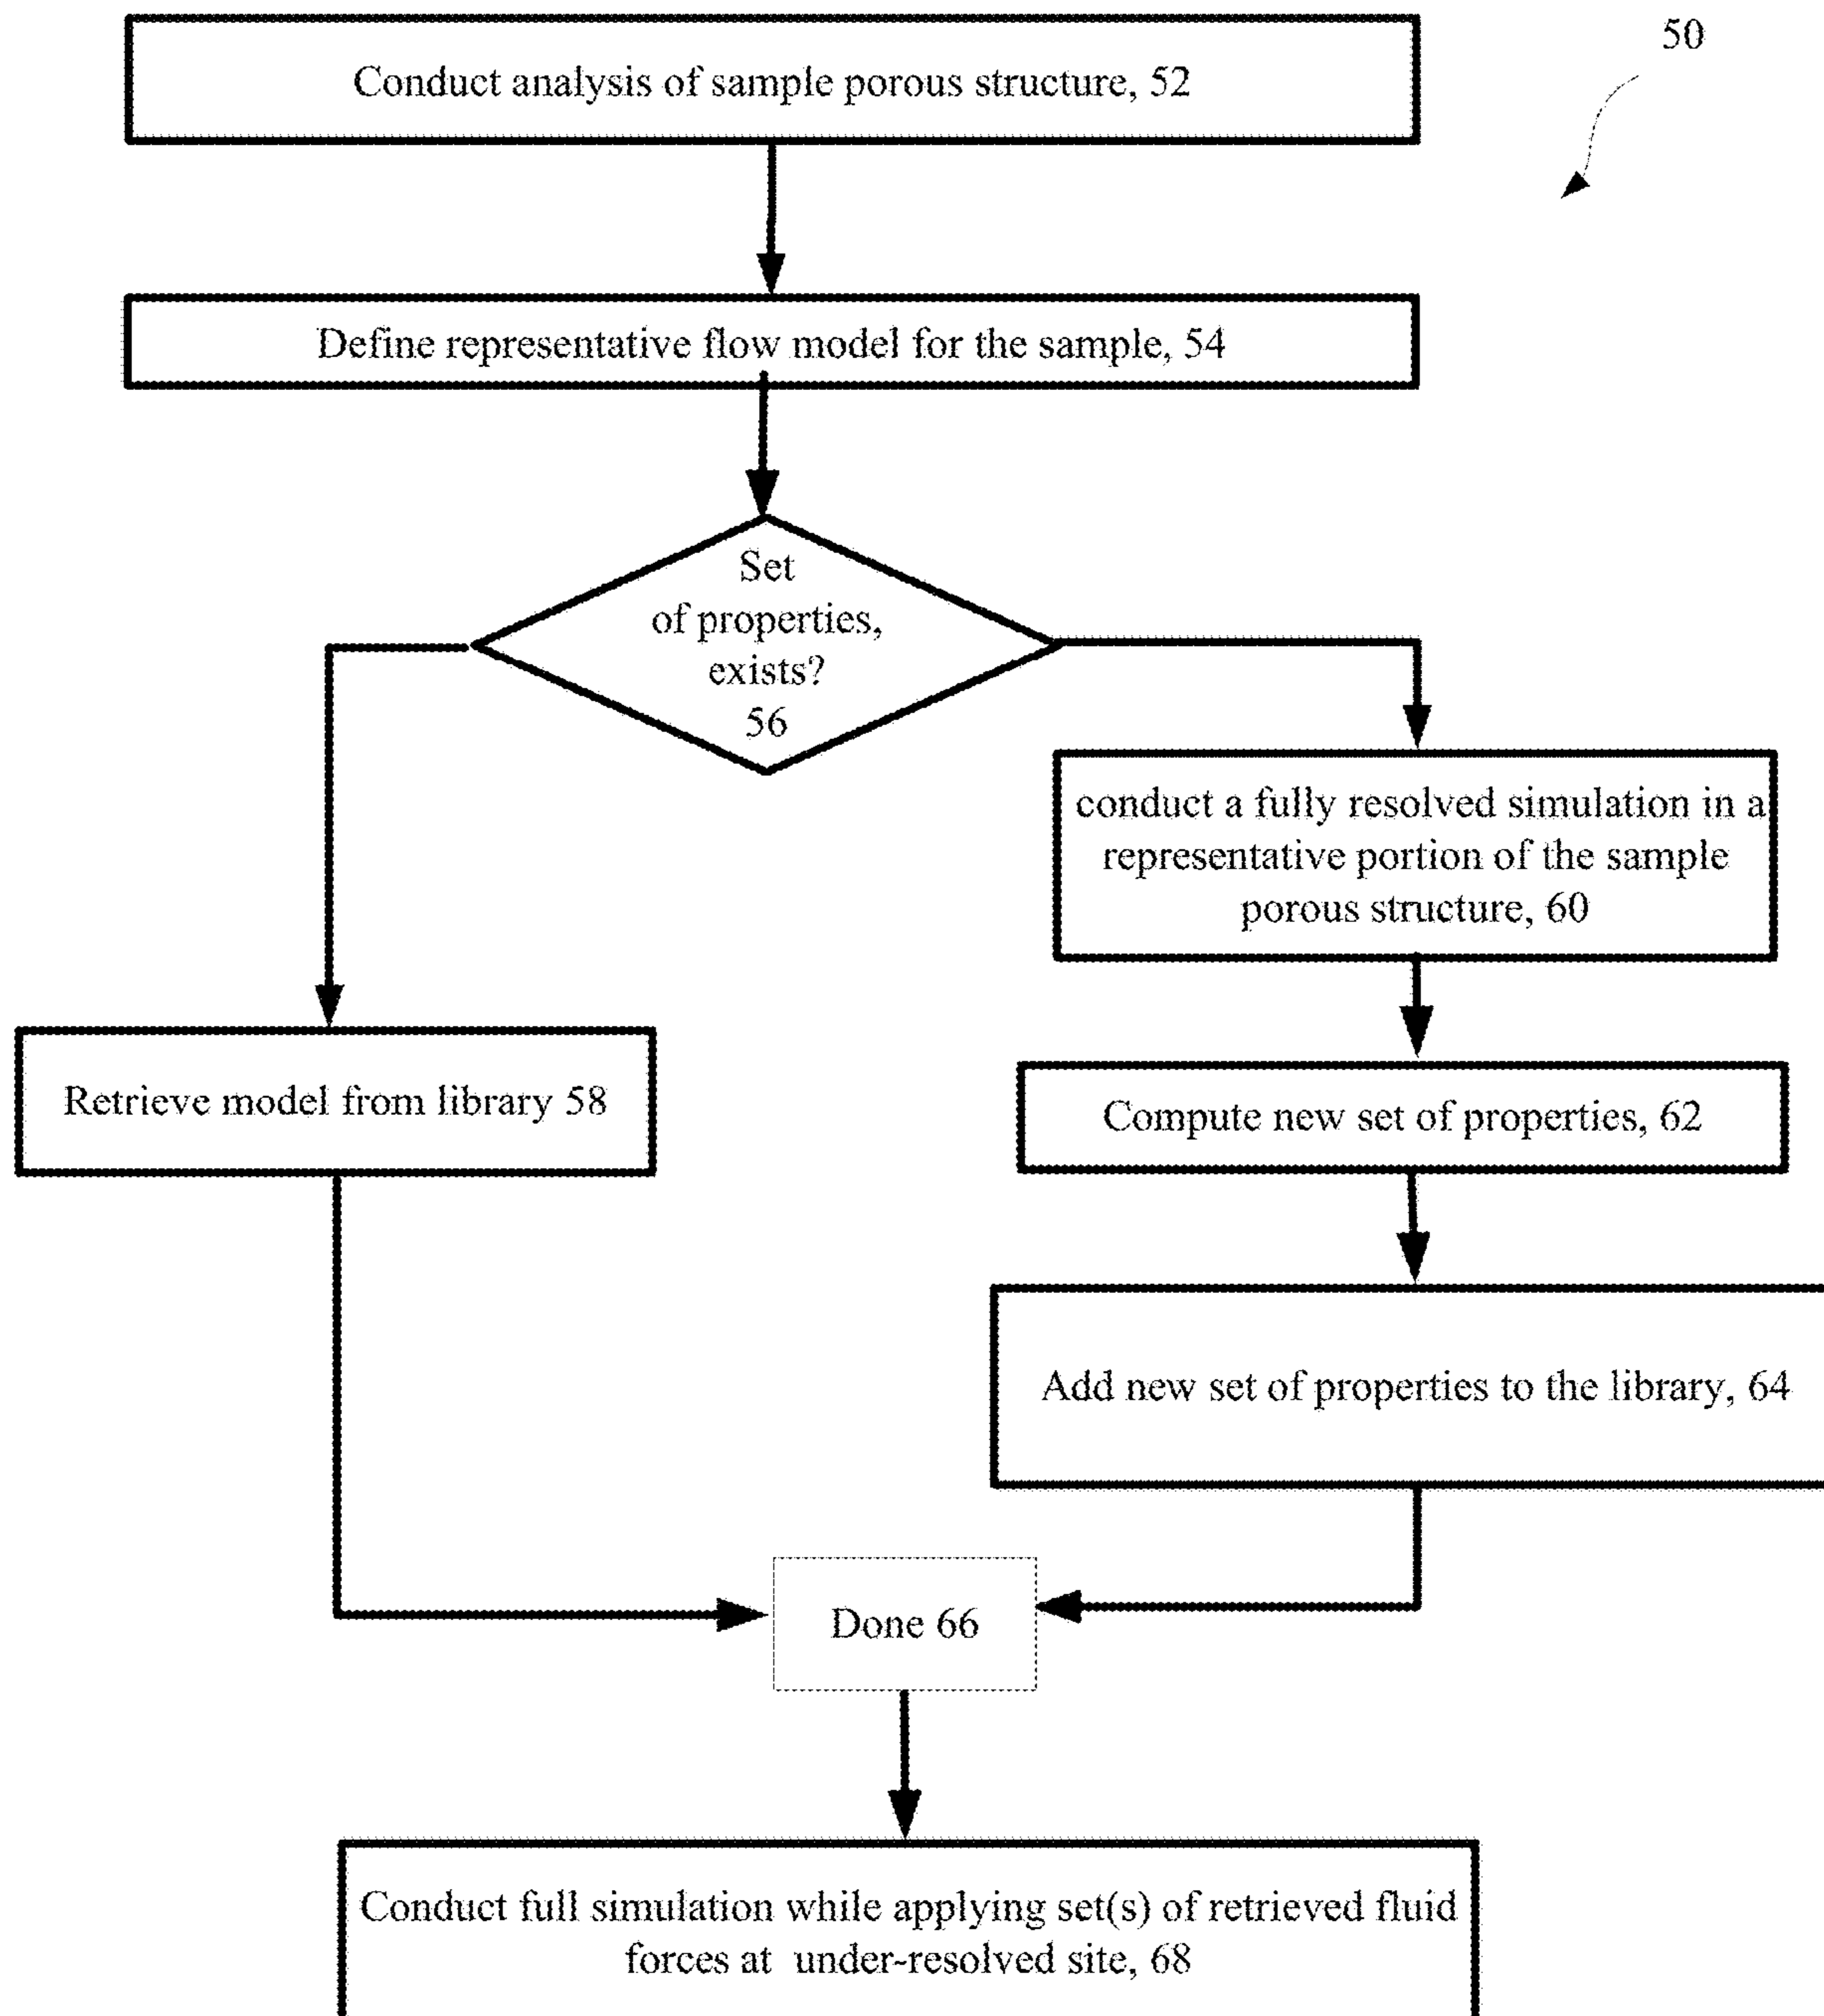 50
Conduct analysis of sample porous structure, 52
Define representative flow model for the sample, 54
Set
of properties,
exists?
56
conduct a fully resolved simulation in a
representative portion of the sample
porous structure, 60
Retrieve model from library 58
Compute new set of properties, 62
Add new set of properties to the library, 64
Done 66
Conduct full simulation while applying set(s) of retrieved fluid
forces at under-resolved site, 68